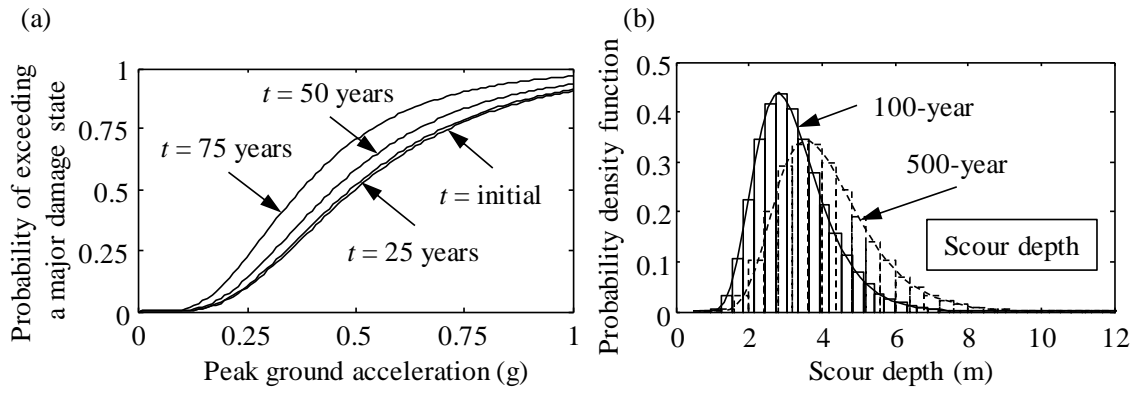 (a)
Probability of exceeding
a major damage state
1
0.75
0.5
0.25
0
t = 50 years
t = 75 years
t = initial
t = 25 years
0 0.25 0.5 0.75 1
Peak ground acceleration (g)
(b)
Probability density function
0.5
0.4
0.3
0.2
0.1
0
100-year
500-year
Scour depth
0 2 4 6 8 10 12
Scour depth (m)